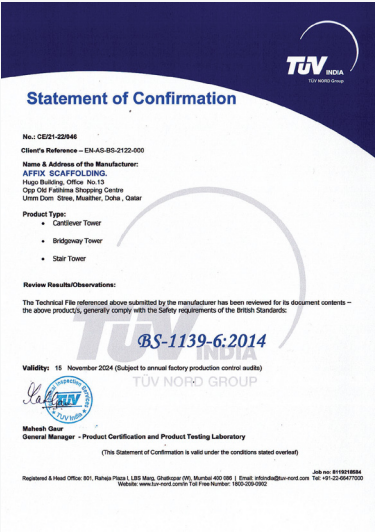 TÜV
INDIA
TÜV NORD Group
Statement of Confirmation
No.: CE/21-22/046
Client's Reference – EN-AS-BS-2122-000
Name & Address of the Manufacturer:
AFFIX SCAFFOLDING.
Hugo Building, Office No.13
Opp Old Fatihima Shopping Centre
Umm Dom Stree, Muaither, Doha , Qatar
Product Type:
• Cantilever Tower
• Bridgeway Tower
• Stair Tower
Review Results/Observations:
The Technical File referenced above submitted by the manufacturer has been reviewed for its document contents –
the above product/s, generally comply with the Safety requirements of the British Standards:
BS-1139-6:2014
TÜV
INDIA
TÜV NORD GROUP
Validity: 15 November 2024 (Subject to annual factory production control audits)
Inspection Services
TÜV
TUV India
Mahesh Gaur
General Manager - Product Certification and Product Testing Laboratory
(This Statement of Confirmation is valid under the conditions stated overleaf)
Job no: 8119218584
Registered & Head Office: 801, Raheja Plaza I, LBS Marg, Ghatkopar (W), Mumbai 400 086 | Email: infoindia@tuv-nord.com Tel: +91-22-66477000
Website: www.tuv-nord.com/in Toll Free Number: 1800-209-0902